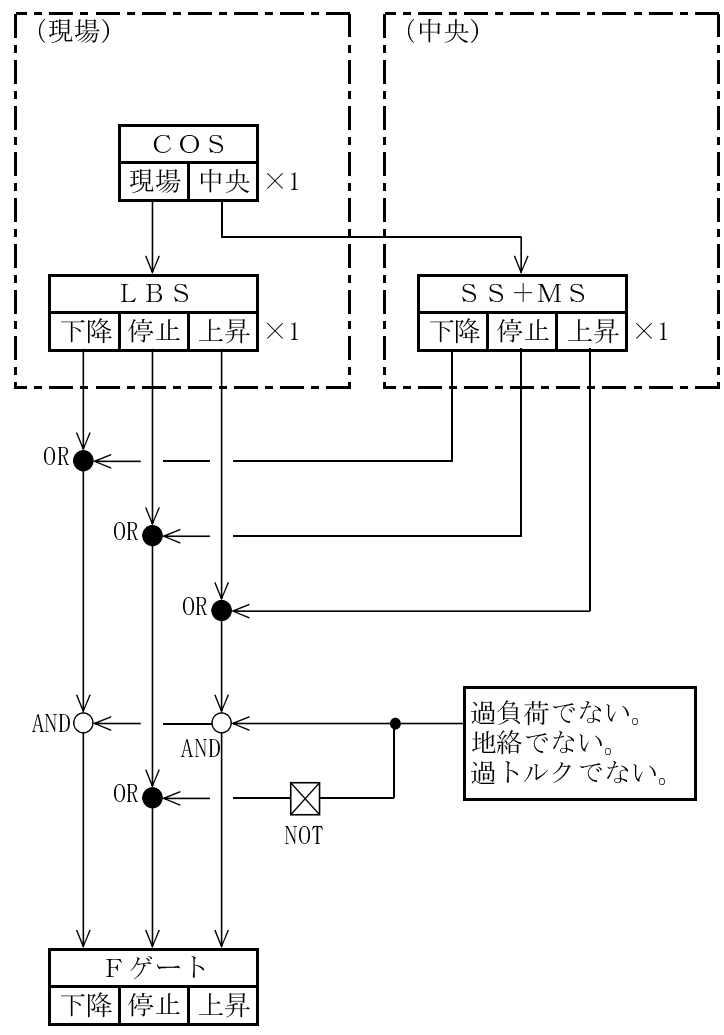 （現場）
（中央）
ＣＯＳ
現場 中央 ×1
ＬＢＳ
下降 停止 上昇 ×1
ＳＳ＋ＭＳ
下降 停止 上昇 ×1
OR
OR
OR
AND
AND
過負荷でない。
地絡でない。
過トルクでない。
OR
NOT
Ｆゲート
下降 停止 上昇